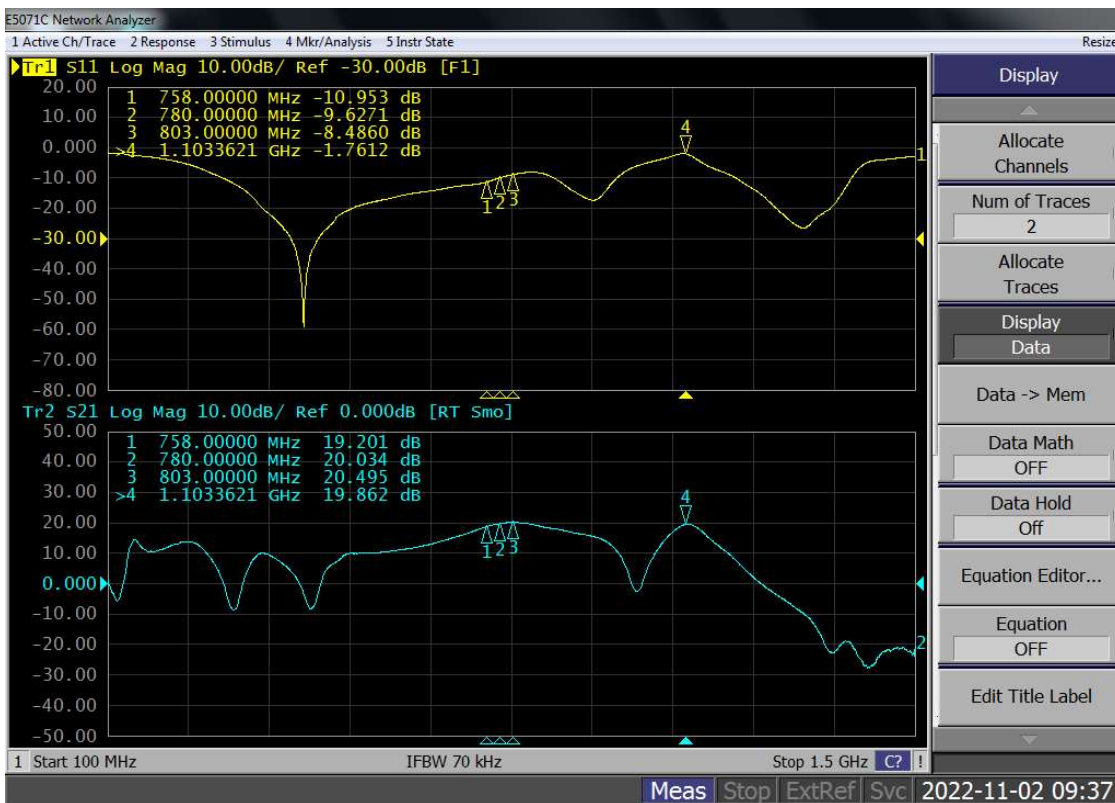 E5071C Network Analyzer
1 Active Ch/Trace 2 Response 3 Stimulus 4 Mkr/Analysis 5 Instr State
Resize
Tr1 S11 Log Mag 10.00dB/ Ref -30.00dB [F1]
20.00
10.00
0.000
-10.00
-20.00
-30.00
-40.00
-50.00
-60.00
-70.00
-80.00
1 758.00000 MHz -10.953 dB
2 780.00000 MHz -9.6271 dB
3 803.00000 MHz -8.4860 dB
>4 1.1033621 GHz -1.7612 dB
1
2
3
4
1
Tr2 S21 Log Mag 10.00dB/ Ref 0.000dB [RT Smo]
50.00
40.00
30.00
20.00
10.00
0.000
-10.00
-20.00
-30.00
-40.00
-50.00
1 758.00000 MHz 19.201 dB
2 780.00000 MHz 20.034 dB
3 803.00000 MHz 20.495 dB
>4 1.1033621 GHz 19.862 dB
1
2
3
4
2
1 Start 100 MHz IFBW 70 kHz Stop 1.5 GHz C? !
Display
Allocate
Channels
Num of Traces
2
Allocate
Traces
Display
Data
Data -> Mem
Data Math
OFF
Data Hold
Off
Equation Editor...
Equation
OFF
Edit Title Label
Meas Stop ExtRef Svc 2022-11-02 09:37